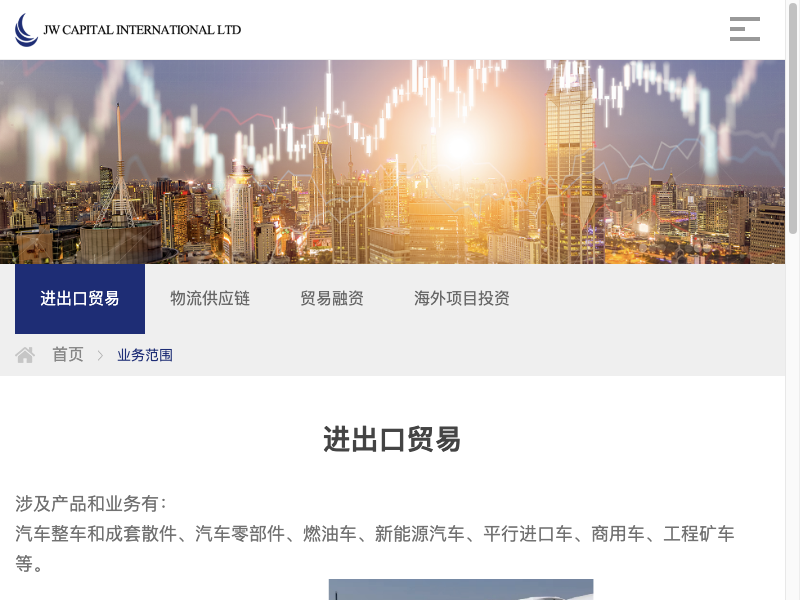 JW CAPITAL INTERNATIONAL LTD
进出口贸易 物流供应链 贸易融资 海外项目投资
首页 业务范围
进出口贸易
涉及产品和业务有：
汽车整车和成套散件、汽车零部件、燃油车、新能源汽车、平行进口车、商用车、工程矿车
等。